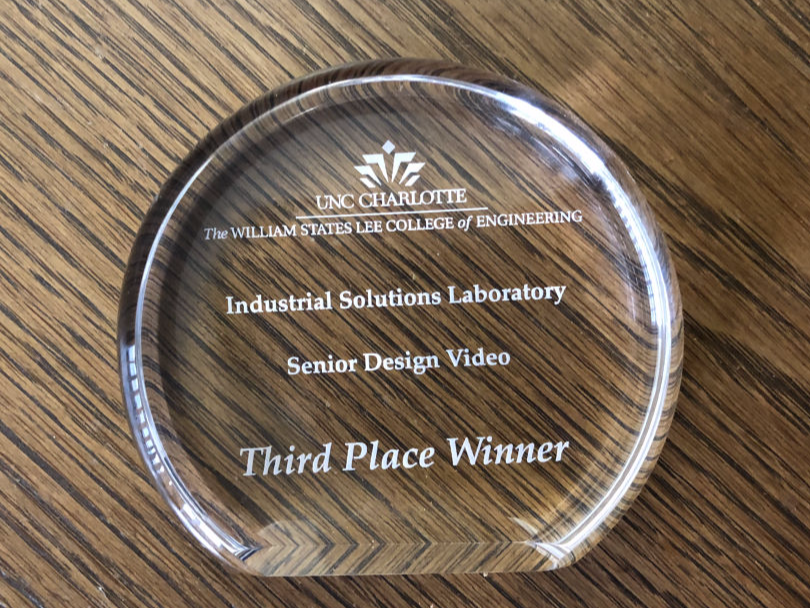 UNC CHARLOTTE
The WILLIAM STATES LEE COLLEGE of ENGINEERING
Industrial Solutions Laboratory
Senior Design Video
Third Place Winner